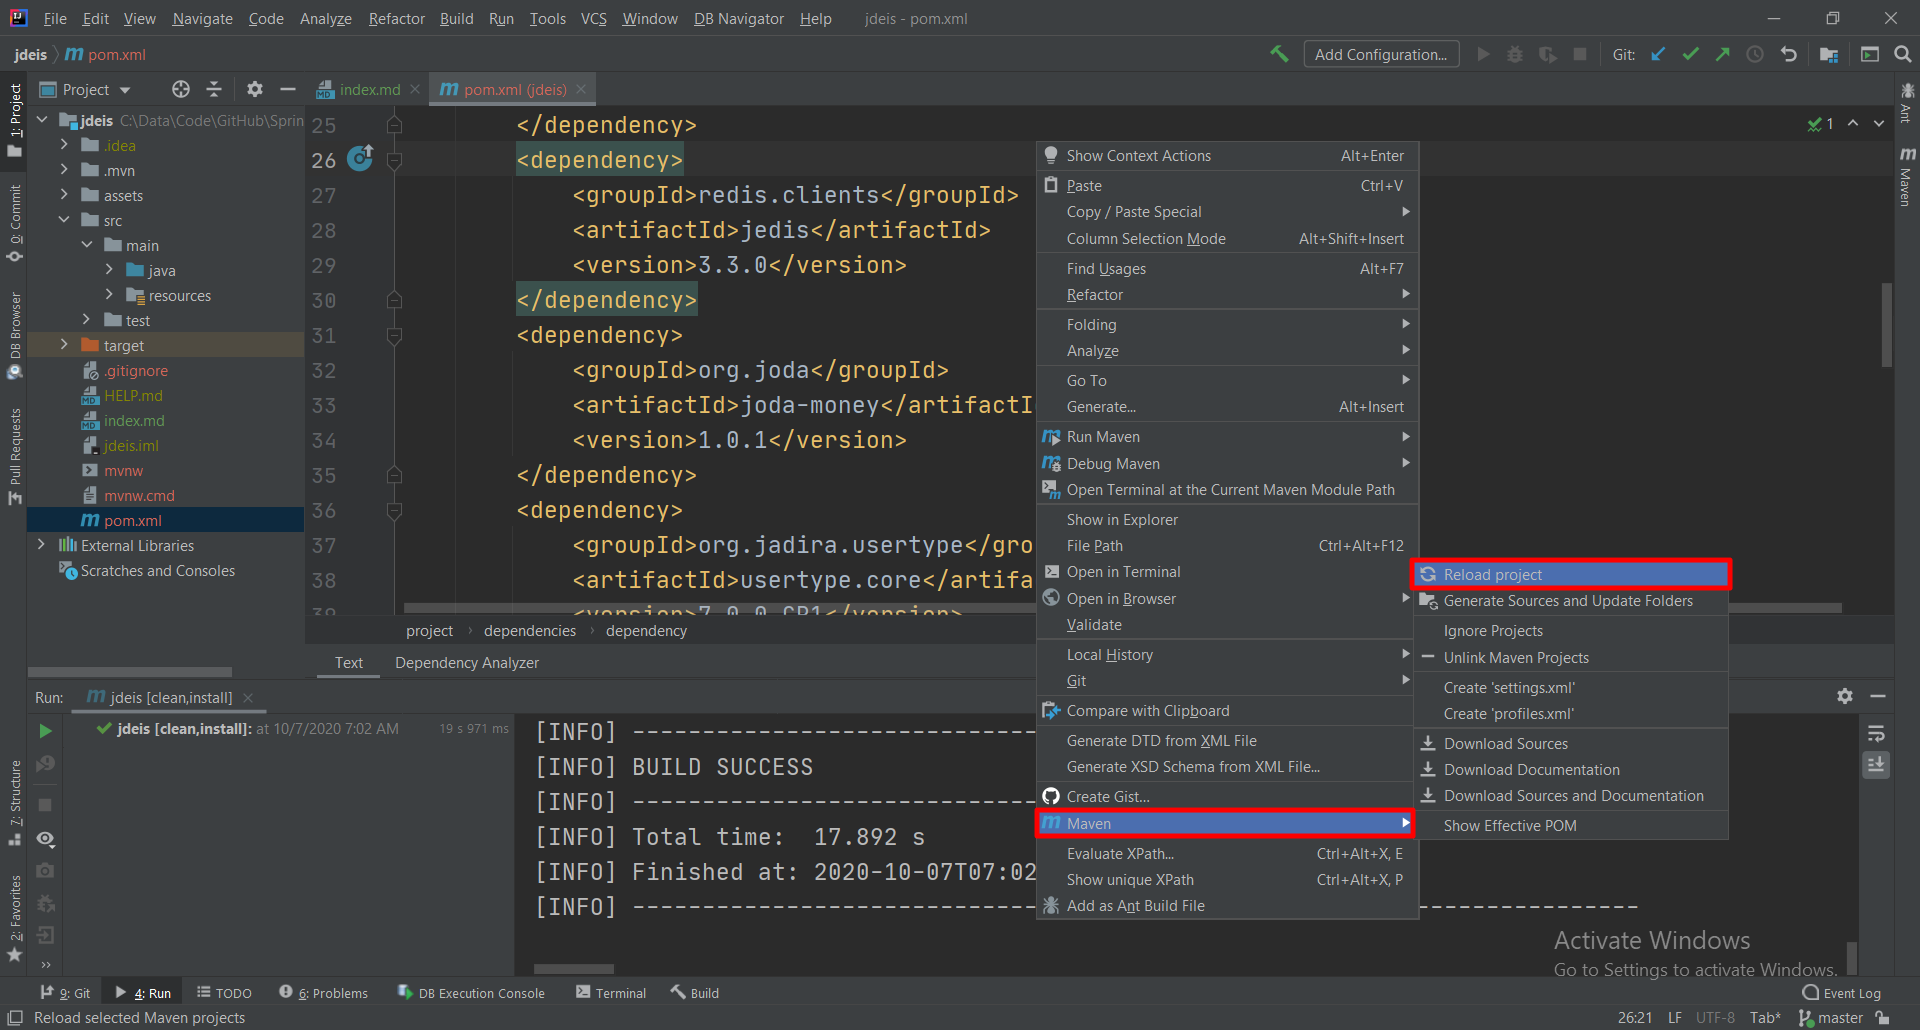 File Edit View Navigate Code Analyze Refactor Build Run Tools VCS Window DB Navigator Help jdeis - pom.xml
jdeis pom.xml
Add Configuration...
Git:
1: Project
0: Commit
DB Browser
Pull Requests
7: Structure
2: Favorites
Project
jdeis C:\Data\Code\GitHub\Sprin
.idea
.mvn
assets
src
main
java
resources
test
target
.gitignore
HELP.md
index.md
jdeis.iml
mvnw
mvnw.cmd
pom.xml
External Libraries
Scratches and Consoles
index.md
pom.xml (jdeis)
25 </dependency>
26 <dependency>
27 <groupId>redis.clients</groupId>
28 <artifactId>jedis</artifactId>
29 <version>3.3.0</version>
30 </dependency>
31 <dependency>
32 <groupId>org.joda</groupId>
33 <artifactId>joda-money</artifactI
34 <version>1.0.1</version>
35 </dependency>
36 <dependency>
37 <groupId>org.jadira.usertype</gro
38 <artifactId>usertype.core</artifa
39 <version>7.0.0.CR1</version>
1
Ant
Maven
project dependencies dependency
Text Dependency Analyzer
Show Context Actions Alt+Enter
Paste Ctrl+V
Copy / Paste Special
Column Selection Mode Alt+Shift+Insert
Find Usages Alt+F7
Refactor
Folding
Analyze
Go To
Generate... Alt+Insert
Run Maven
Debug Maven
Open Terminal at the Current Maven Module Path
Show in Explorer
File Path Ctrl+Alt+F12
Open in Terminal
Open in Browser
Validate
Local History
Git
Compare with Clipboard
Generate DTD from XML File
Generate XSD Schema from XML File...
Create Gist...
Maven
Evaluate XPath... Ctrl+Alt+X, E
Show unique XPath Ctrl+Alt+X, P
Add as Ant Build File
Reload project
Generate Sources and Update Folders
Ignore Projects
Unlink Maven Projects
Create 'settings.xml'
Create 'profiles.xml'
Download Sources
Download Documentation
Download Sources and Documentation
Show Effective POM
Run: jdeis [clean,install]
jdeis [clean,install]: at 10/7/2020 7:02 AM 19 s 971 ms
[INFO] -----------------------------
[INFO] BUILD SUCCESS
[INFO] -----------------------------
[INFO] Total time:  17.892 s
[INFO] Finished at: 2020-10-07T07:02
[INFO] ------------------------------------------------------------------------
Activate Windows
Go to Settings to activate Windows.
9: Git 4: Run TODO 6: Problems DB Execution Console Terminal Build Event Log
Reload selected Maven projects 26:21 LF UTF-8 Tab* master